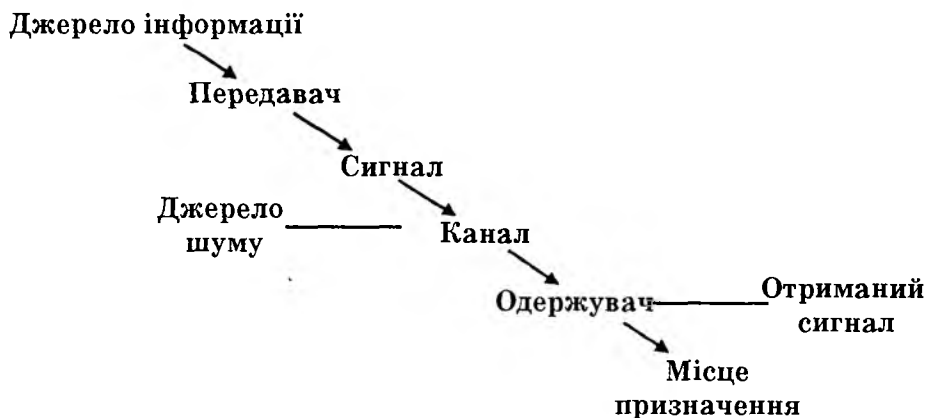 Джерело інформації
Передавач
Сигнал
Джерело
шуму
Канал
Одержувач
Отриманий
сигнал
Місце
призначення